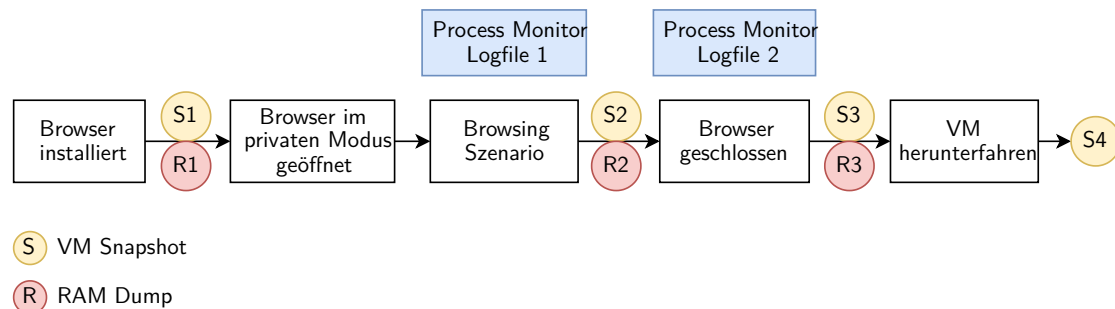 Process Monitor
Logfile 1
Process Monitor
Logfile 2
Browser
installiert
S1
R1
Browser im
privaten Modus
geöffnet
Browsing
Szenario
S2
R2
Browser
geschlossen
S3
R3
VM
herunterfahren
S4
S VM Snapshot
R RAM Dump